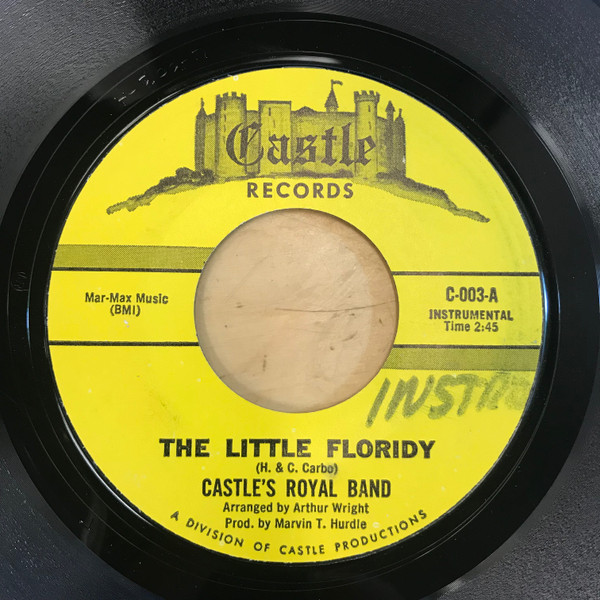 Castle
RECORDS
Mar-Max Music
(BMI)
C-003-A
INSTRUMENTAL
Time 2:45
THE LITTLE FLORIDY
(H. & C. Carbo)
CASTLE'S ROYAL BAND
Arranged by Arthur Wright
Prod. by Marvin T. Hurdle
A DIVISION OF CASTLE PRODUCTIONS